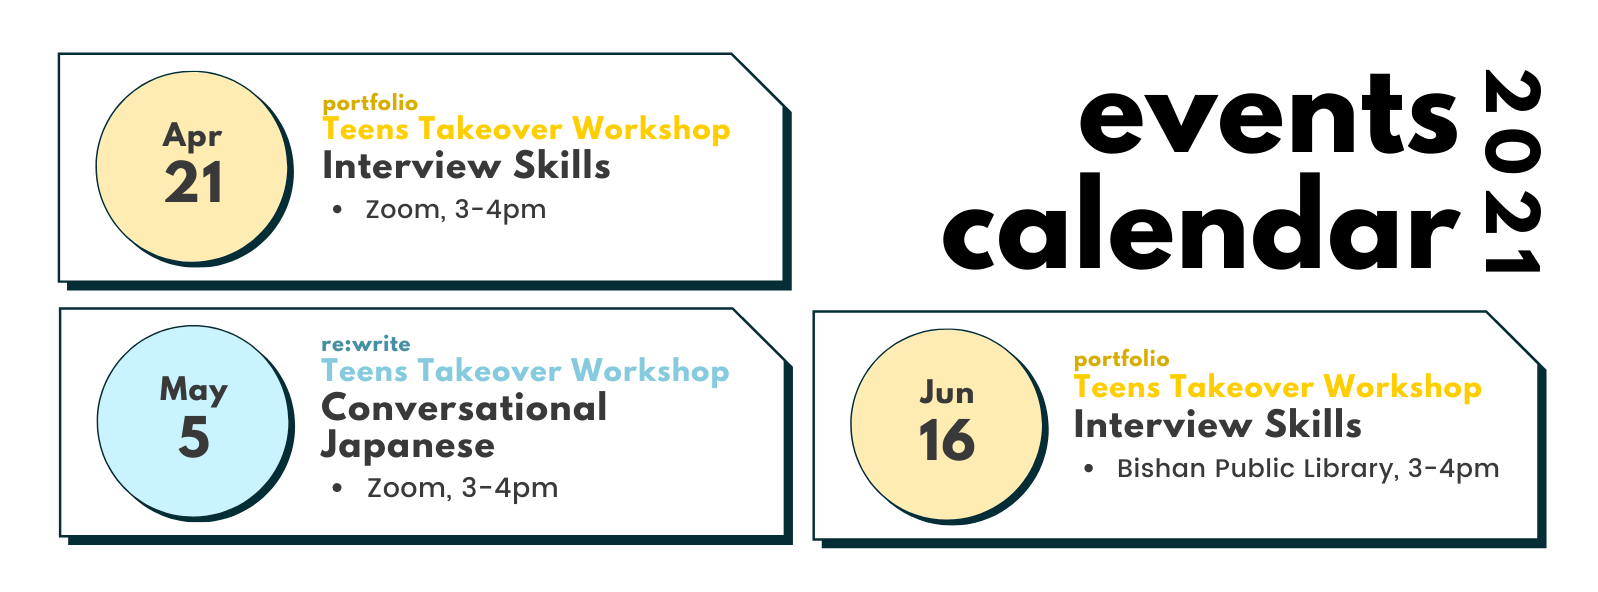 events
calendar
2021
Apr
21
portfolio
Teens Takeover Workshop
Interview Skills
• Zoom, 3-4pm
May
5
re:write
Teens Takeover Workshop
Conversational
Japanese
• Zoom, 3-4pm
Jun
16
portfolio
Teens Takeover Workshop
Interview Skills
• Bishan Public Library, 3-4pm